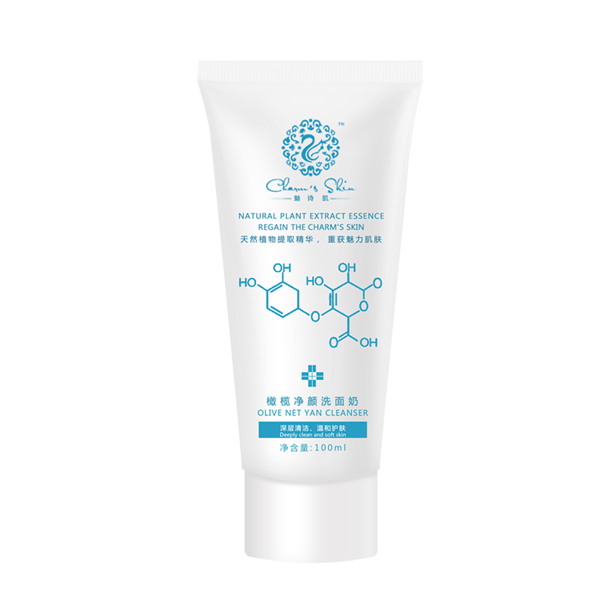 TM
Charm's Skin
魅诗肌
NATURAL PLANT EXTRACT ESSENCE
REGAIN THE CHARM'S SKIN
天然植物提取精华，重获魅力肌肤
OH
HO
OH
HO
O
O
O
O
OH
橄榄净颜洗面奶
OLIVE NET YAN CLEANSER
深层清洁、温和护肤
Deeply clean and soft skin
净含量:100ml